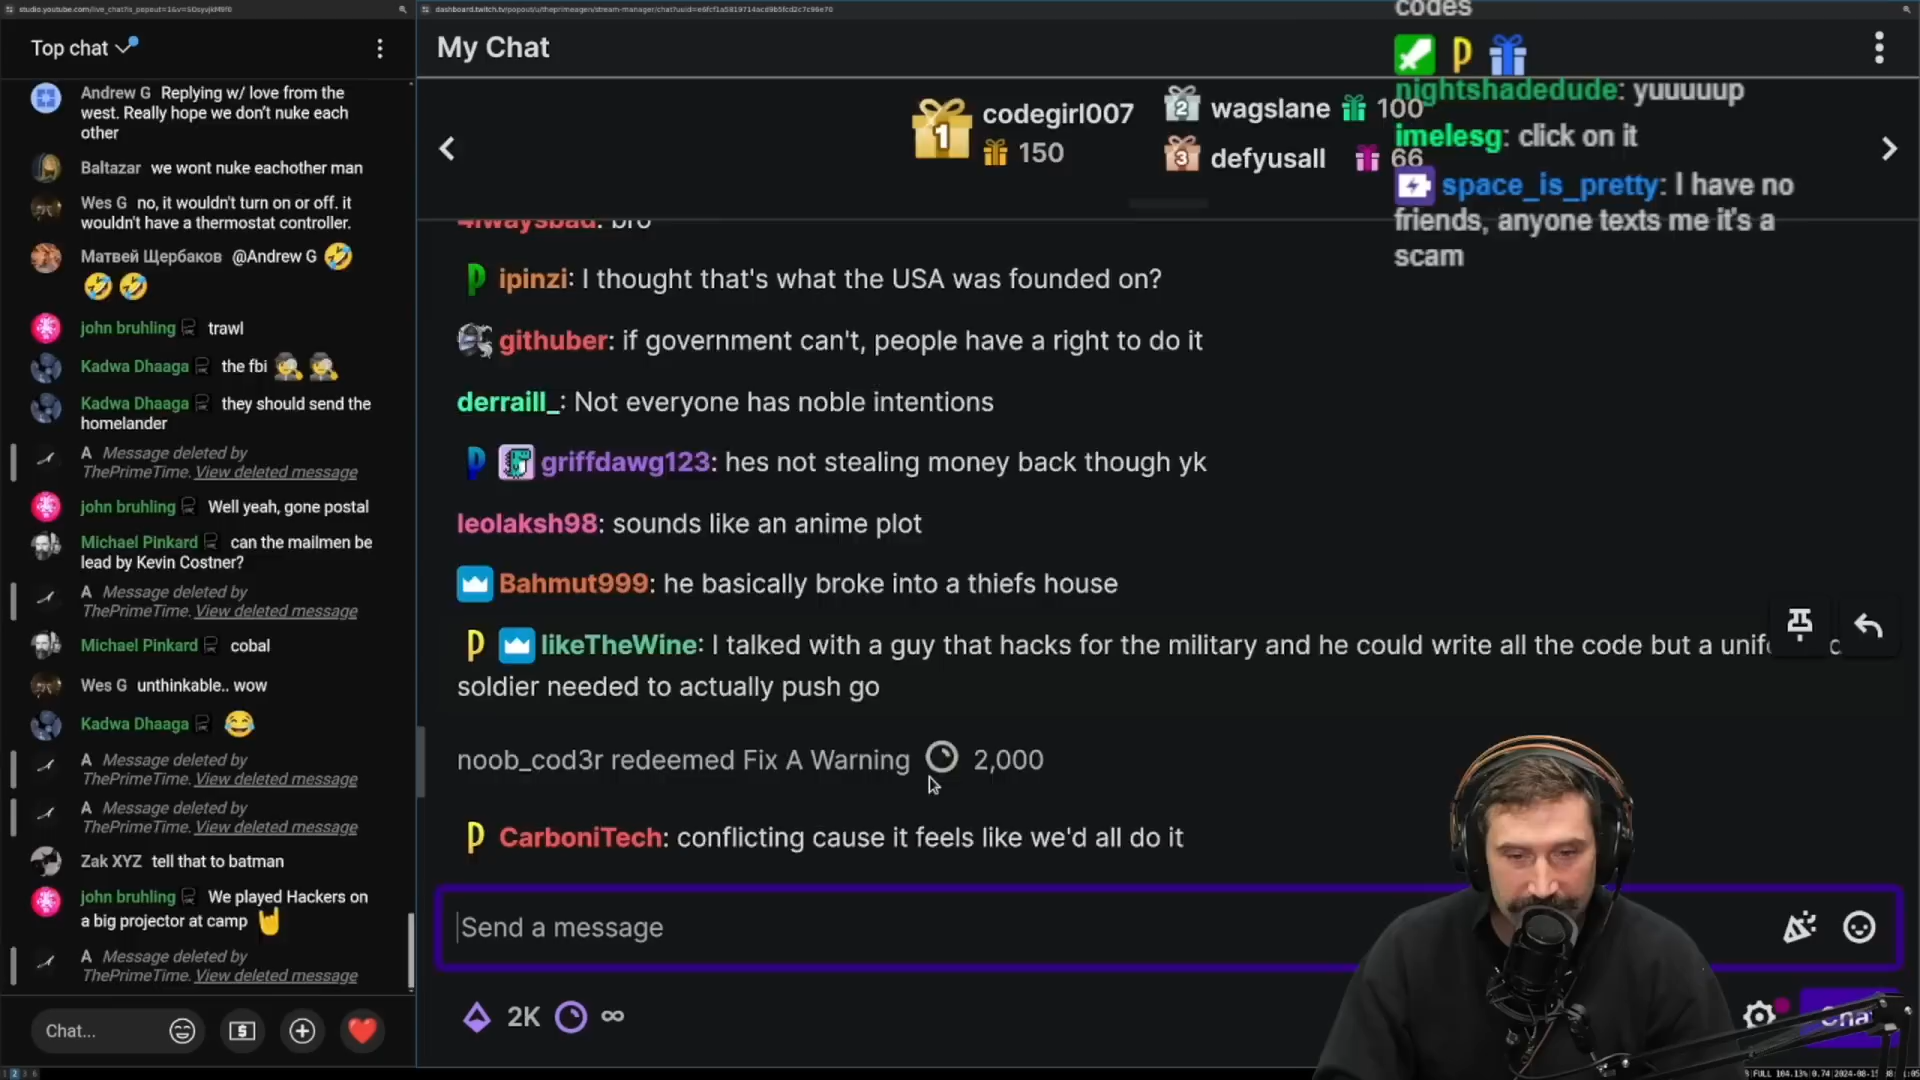 studio.youtube.com/live_chat?is_popout=1&v=SOsyvjkM9f0
dashboard.twitch.tv/popout/u/theprimeagen/stream-manager/chat?uuid=e6fcf1a5819714acd9b5fcd2c7c96e70
Top chat
Andrew G Replying w/ love from the
west. Really hope we don't nuke each
other
Baltazar we wont nuke eachother man
Wes G no, it wouldn't turn on or off. it
wouldn't have a thermostat controller.
Матвей Щербаков @Andrew G 🤣
🤣 🤣
john bruhling trawl
Kadwa Dhaaga the fbi 🕵 🕵
Kadwa Dhaaga they should send the
homelander
A Message deleted by
ThePrimeTime. View deleted message
john bruhling Well yeah, gone postal
Michael Pinkard can the mailmen be
lead by Kevin Costner?
A Message deleted by
ThePrimeTime. View deleted message
Michael Pinkard cobal
Wes G unthinkable.. wow
Kadwa Dhaaga 😂
A Message deleted by
ThePrimeTime. View deleted message
A Message deleted by
ThePrimeTime. View deleted message
Zak XYZ tell that to batman
john bruhling We played Hackers on
a big projector at camp 🤘
A Message deleted by
ThePrimeTime. View deleted message
Chat...
My Chat
1 codegirl007
150
2 wagslane 100
3 defyusall 66
codes
nightshadedude: yuuuuup
imelesg: click on it
space_is_pretty: I have no
friends, anyone texts me it's a
scam
4lwaysbad: bro
ipinzi: I thought that's what the USA was founded on?
githuber: if government can't, people have a right to do it
derraill_: Not everyone has noble intentions
griffdawg123: hes not stealing money back though yk
leolaksh98: sounds like an anime plot
Bahmut999: he basically broke into a thiefs house
likeTheWine: I talked with a guy that hacks for the military and he could write all the code but a
soldier needed to actually push go
noob_cod3r redeemed Fix A Warning 2,000
CarboniTech: conflicting cause it feels like we'd all do it
Send a message
2K ∞